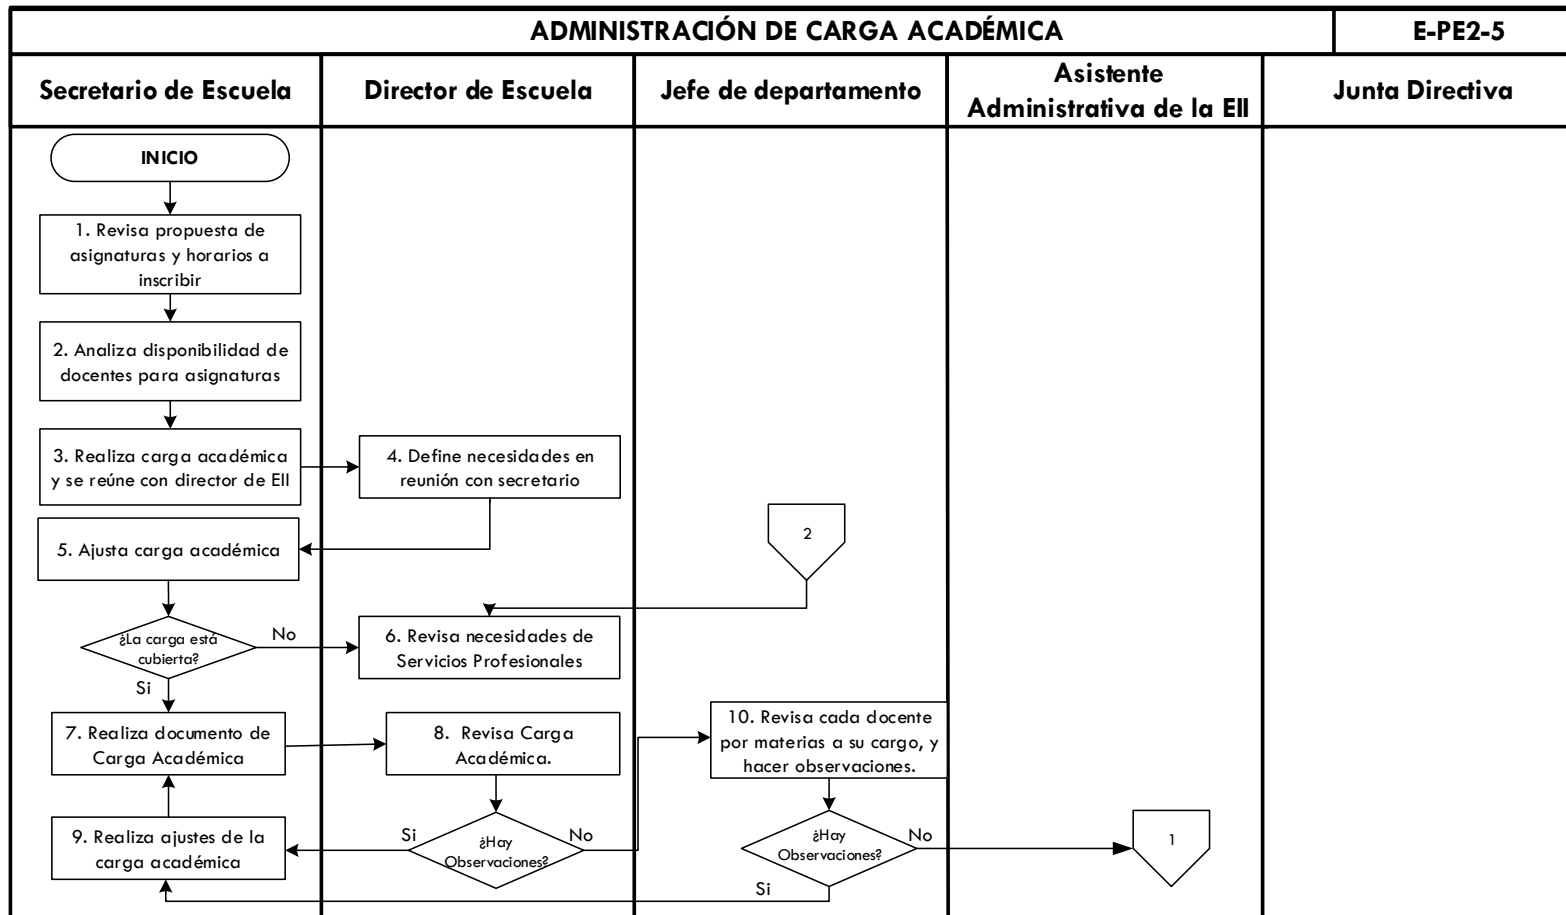 ADMINISTRACIÓN DE CARGA ACADÉMICA
E-PE2-5
Secretario de Escuela
Director de Escuela
Jefe de departamento
Asistente
Administrativa de la EII
Junta Directiva
INICIO
1. Revisa propuesta de
asignaturas y horarios a
inscribir
2. Analiza disponibilidad de
docentes para asignaturas
3. Realiza carga académica
y se reúne con director de EII
4. Define necesidades en
reunión con secretario
2
5. Ajusta carga académica
¿La carga está
cubierta?
No
Si
6. Revisa necesidades de
Servicios Profesionales
7. Realiza documento de
Carga Académica
8. Revisa Carga
Académica.
10. Revisa cada docente
por materias a su cargo, y
hacer observaciones.
9. Realiza ajustes de la
carga académica
Si
¿Hay
Observaciones?
No
¿Hay
Observaciones?
No
Si
1